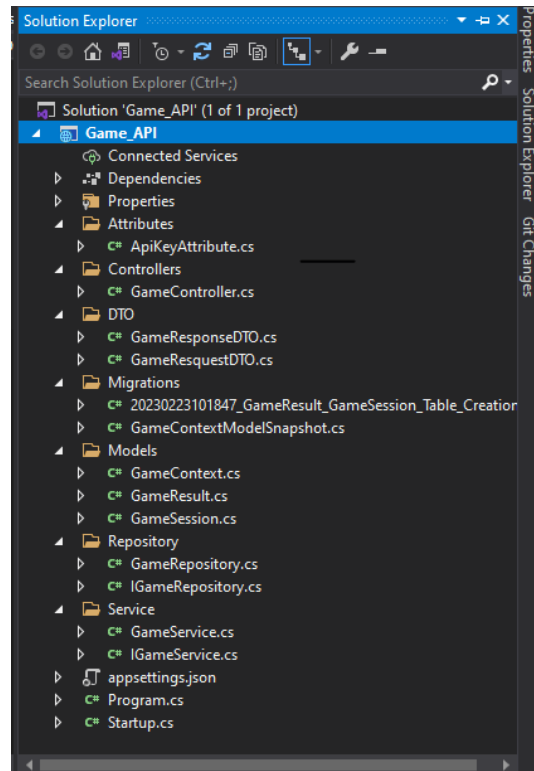 Solution Explorer
Search Solution Explorer (Ctrl+;)
Solution 'Game_API' (1 of 1 project)
Game_API
Connected Services
Dependencies
Properties
Attributes
C# ApiKeyAttribute.cs
Controllers
C# GameController.cs
DTO
C# GameResponseDTO.cs
C# GameResquestDTO.cs
Migrations
C# 20230223101847_GameResult_GameSession_Table_Creation
C# GameContextModelSnapshot.cs
Models
C# GameContext.cs
C# GameResult.cs
C# GameSession.cs
Repository
C# GameRepository.cs
C# IGameRepository.cs
Service
C# GameService.cs
C# IGameService.cs
appsettings.json
C# Program.cs
C# Startup.cs
Properties
Solution Explorer
Git Changes